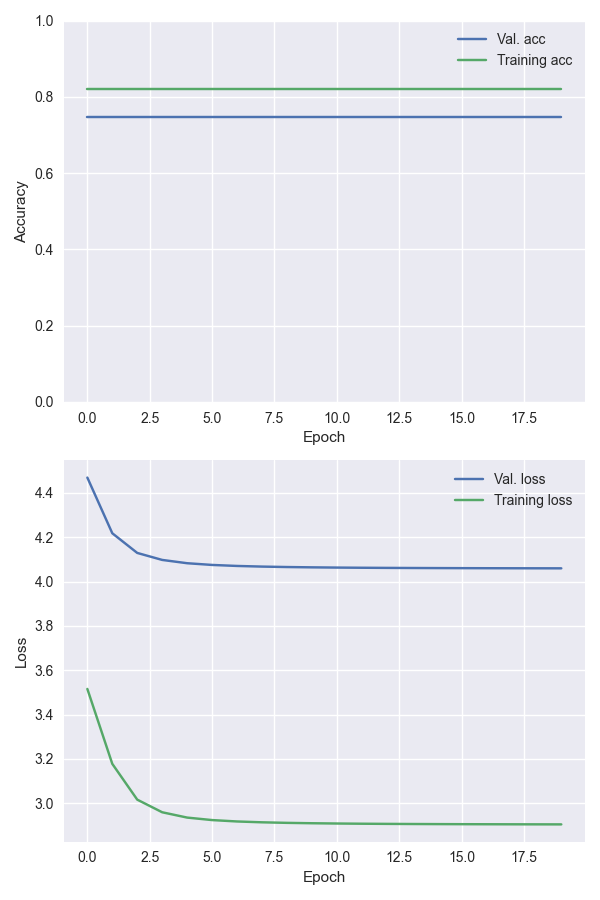 1.0
Val. acc
Training acc
0.8
0.6
Accuracy
0.4
0.2
0.0
0.0 2.5 5.0 7.5 10.0 12.5 15.0 17.5
Epoch
Val. loss
Training loss
4.4
4.2
4.0
3.8
Loss
3.6
3.4
3.2
3.0
0.0 2.5 5.0 7.5 10.0 12.5 15.0 17.5
Epoch